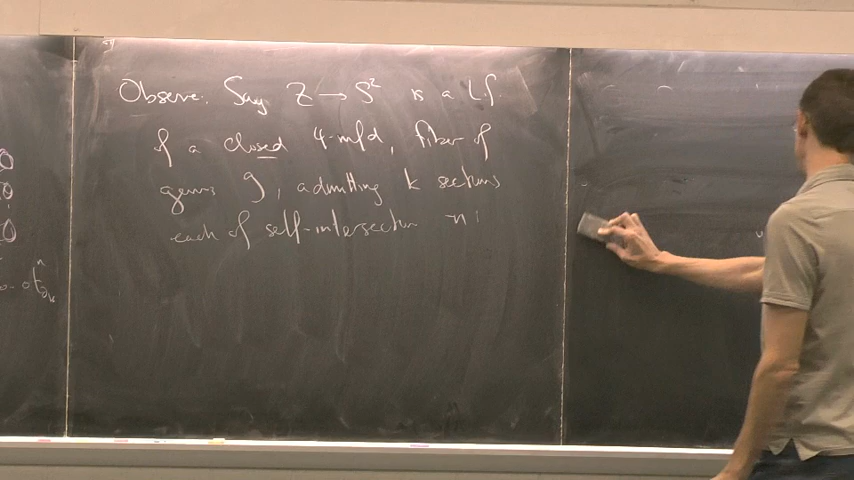 Observe: Say Z → S² is a L.f.
of a closed 4-mfd, fiber of
genus g, admitting k sections
each of self-intersection -n: